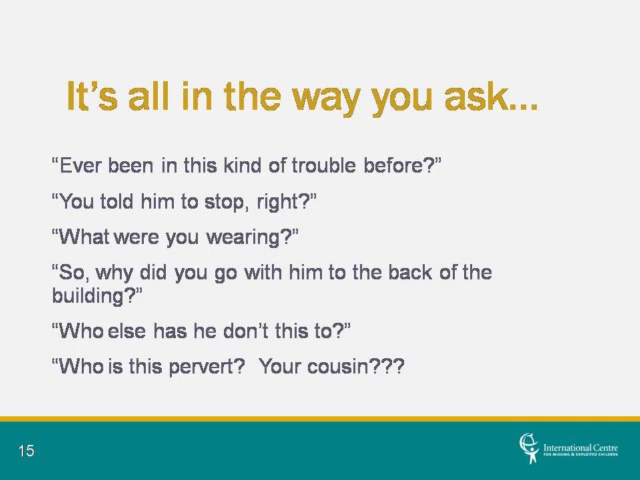 It’s all in the way you ask...
“Ever been in this kind of trouble before?”
“You told him to stop, right?”
“What were you wearing?”
“So, why did you go with him to the back of the
building?”
“Who else has he don’t this to?”
“Who is this pervert?  Your cousin???
15
International Centre
FOR MISSING & EXPLOITED CHILDREN